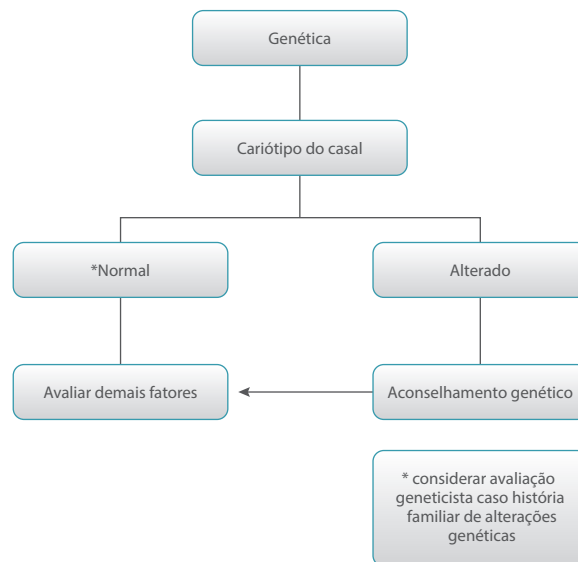 Genética
Cariótipo do casal
*Normal
Alterado
Avaliar demais fatores
Aconselhamento genético
* considerar avaliação
geneticista caso história
familiar de alterações
genéticas